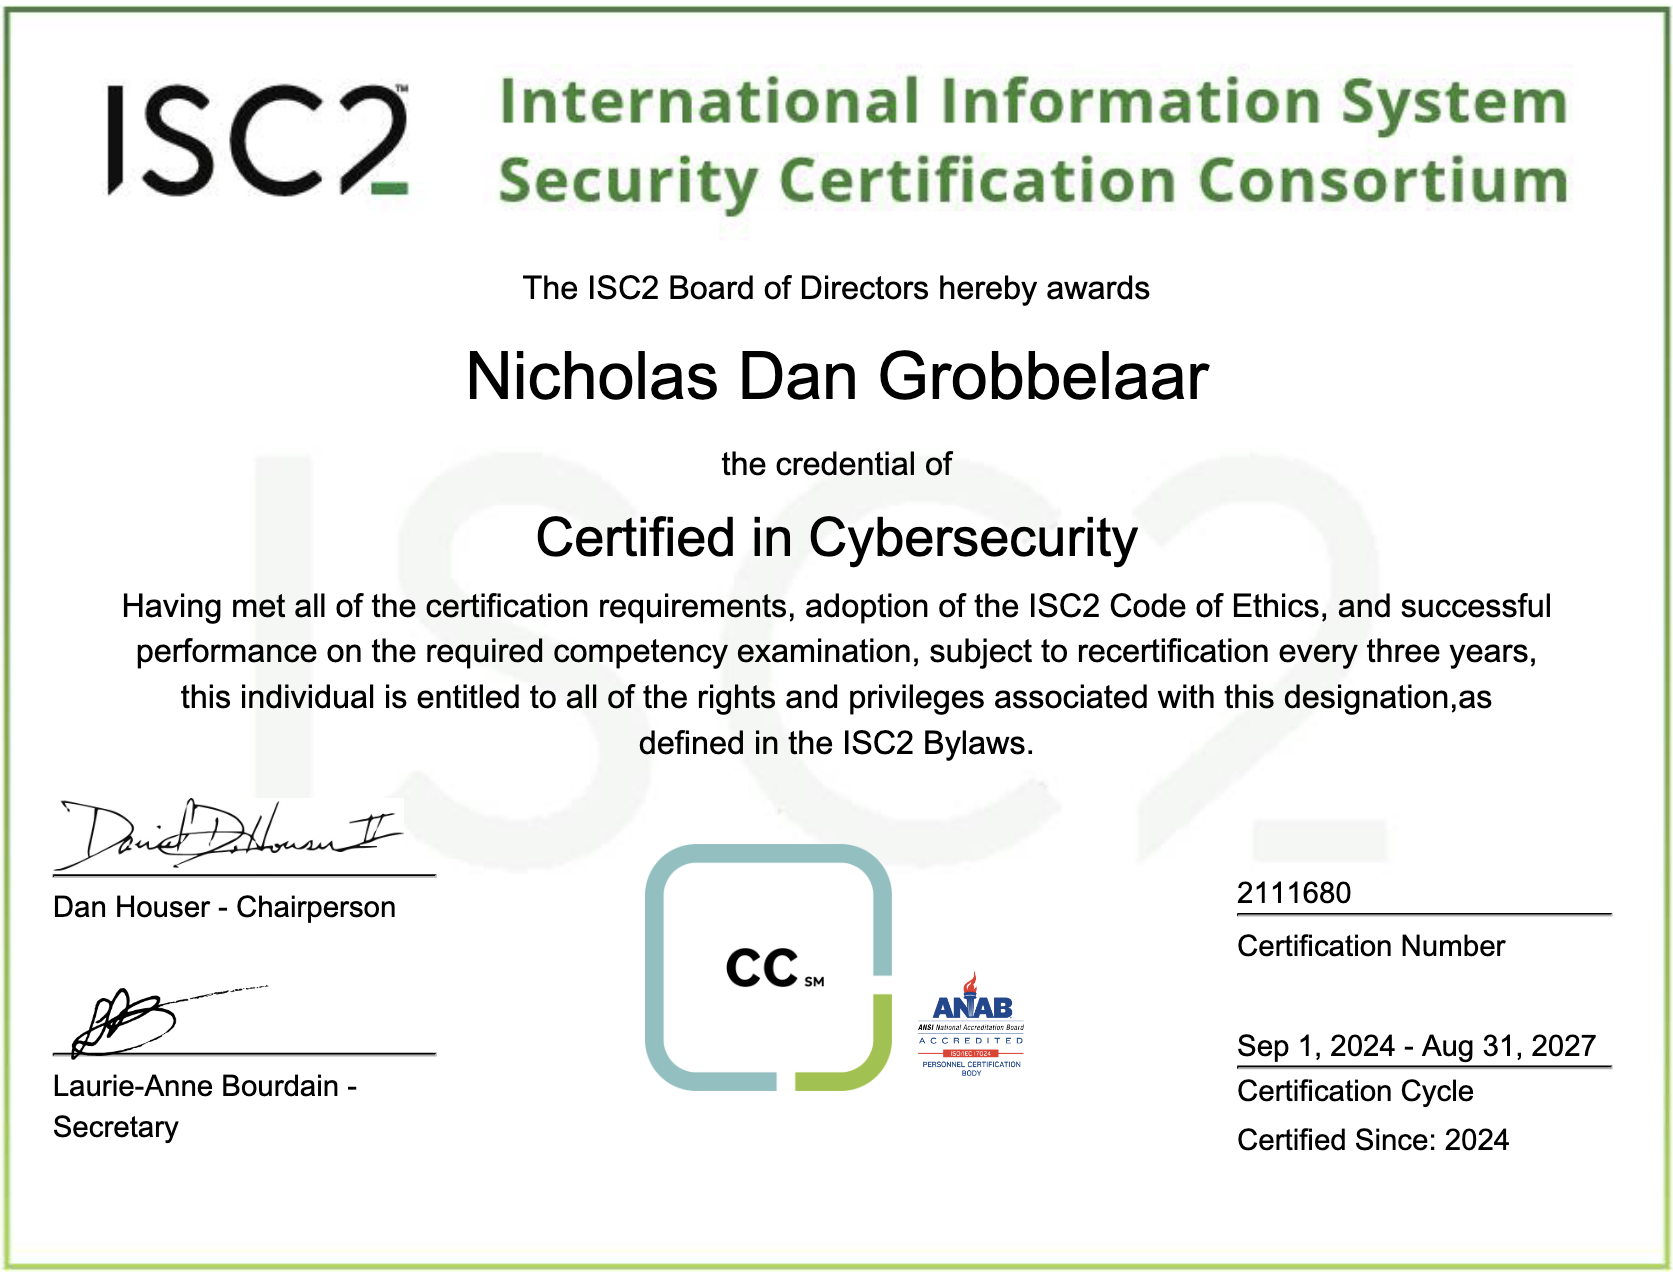 ISC2™
International Information System
Security Certification Consortium
The ISC2 Board of Directors hereby awards
Nicholas Dan Grobbelaar
the credential of
Certified in Cybersecurity
Having met all of the certification requirements, adoption of the ISC2 Code of Ethics, and successful
performance on the required competency examination, subject to recertification every three years,
this individual is entitled to all of the rights and privileges associated with this designation,as
defined in the ISC2 Bylaws.
David D. Houser II
Dan Houser - Chairperson
Laurie-Anne Bourdain -
Secretary
CC SM
ANAB
ANSI National Accreditation Board
ACCREDITED
ISO/IEC 17024
PERSONNEL CERTIFICATION
BODY
2111680
Certification Number
Sep 1, 2024 - Aug 31, 2027
Certification Cycle
Certified Since: 2024
ISC2